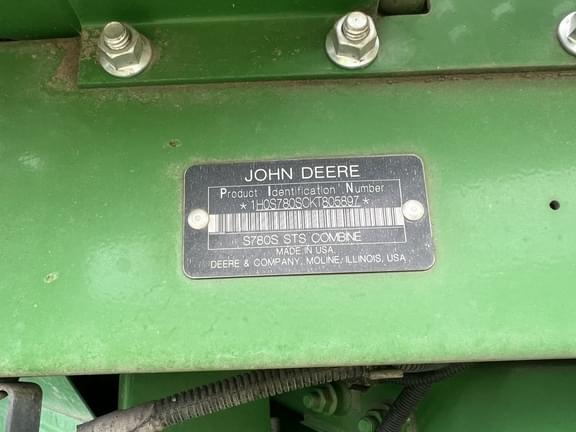 JOHN DEERE
Product Identification Number
*1H0S780SCKT805897*
S780S STS COMBINE
MADE IN USA
DEERE & COMPANY, MOLINE, ILLINOIS, USA